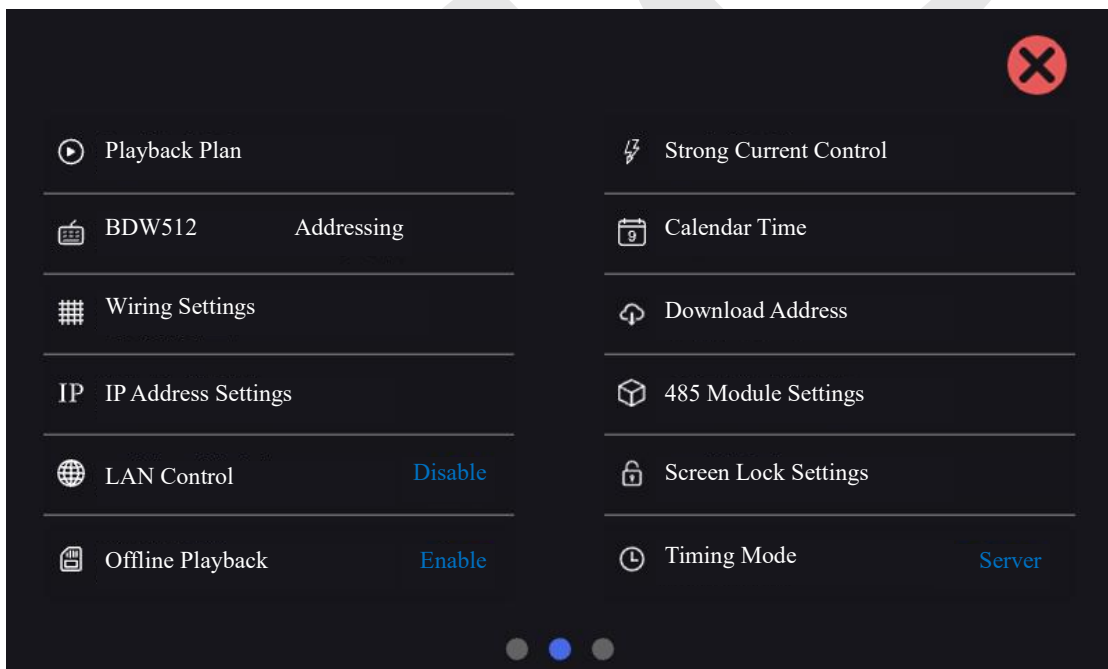 Playback Plan
BDW512 Addressing
Wiring Settings
IP IP Address Settings
LAN Control Disable
Offline Playback Enable
Strong Current Control
9 Calendar Time
Download Address
485 Module Settings
Screen Lock Settings
Timing Mode Server